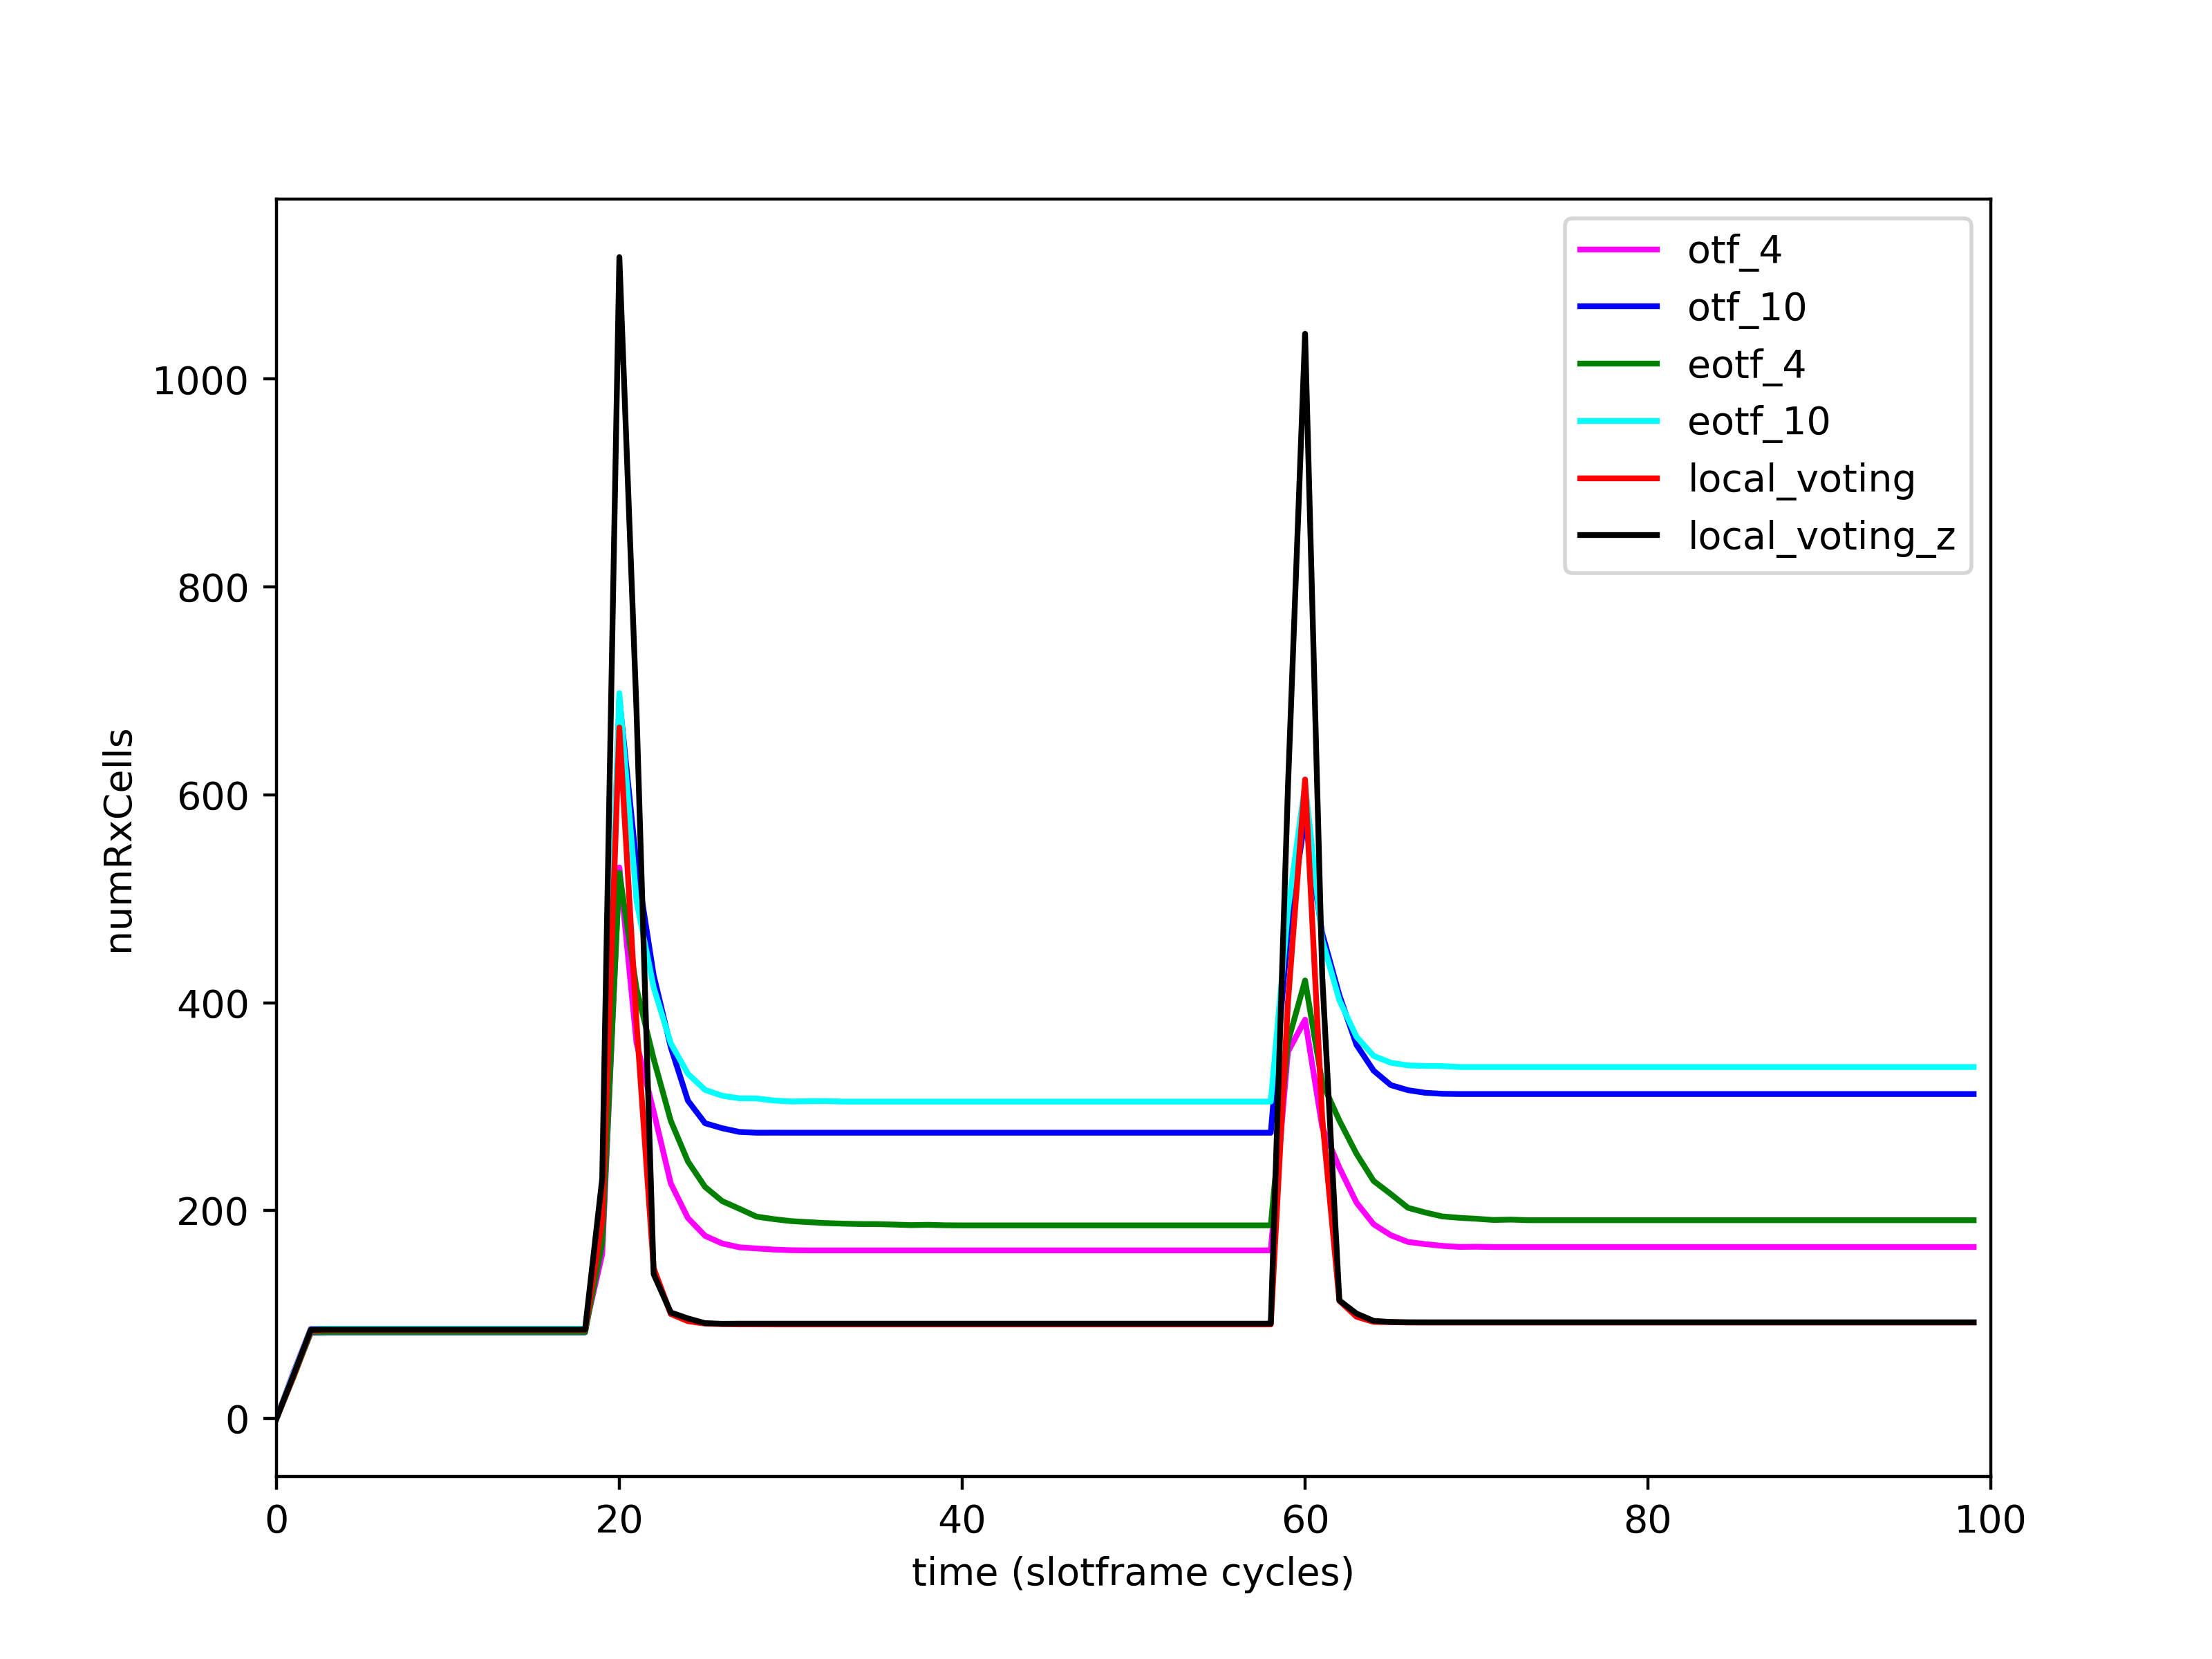 otf_4
otf_10
eotf_4
eotf_10
local_voting
local_voting_z
1000
800
600
400
200
0
numRxCells
0 20 40 60 80 100
time (slotframe cycles)